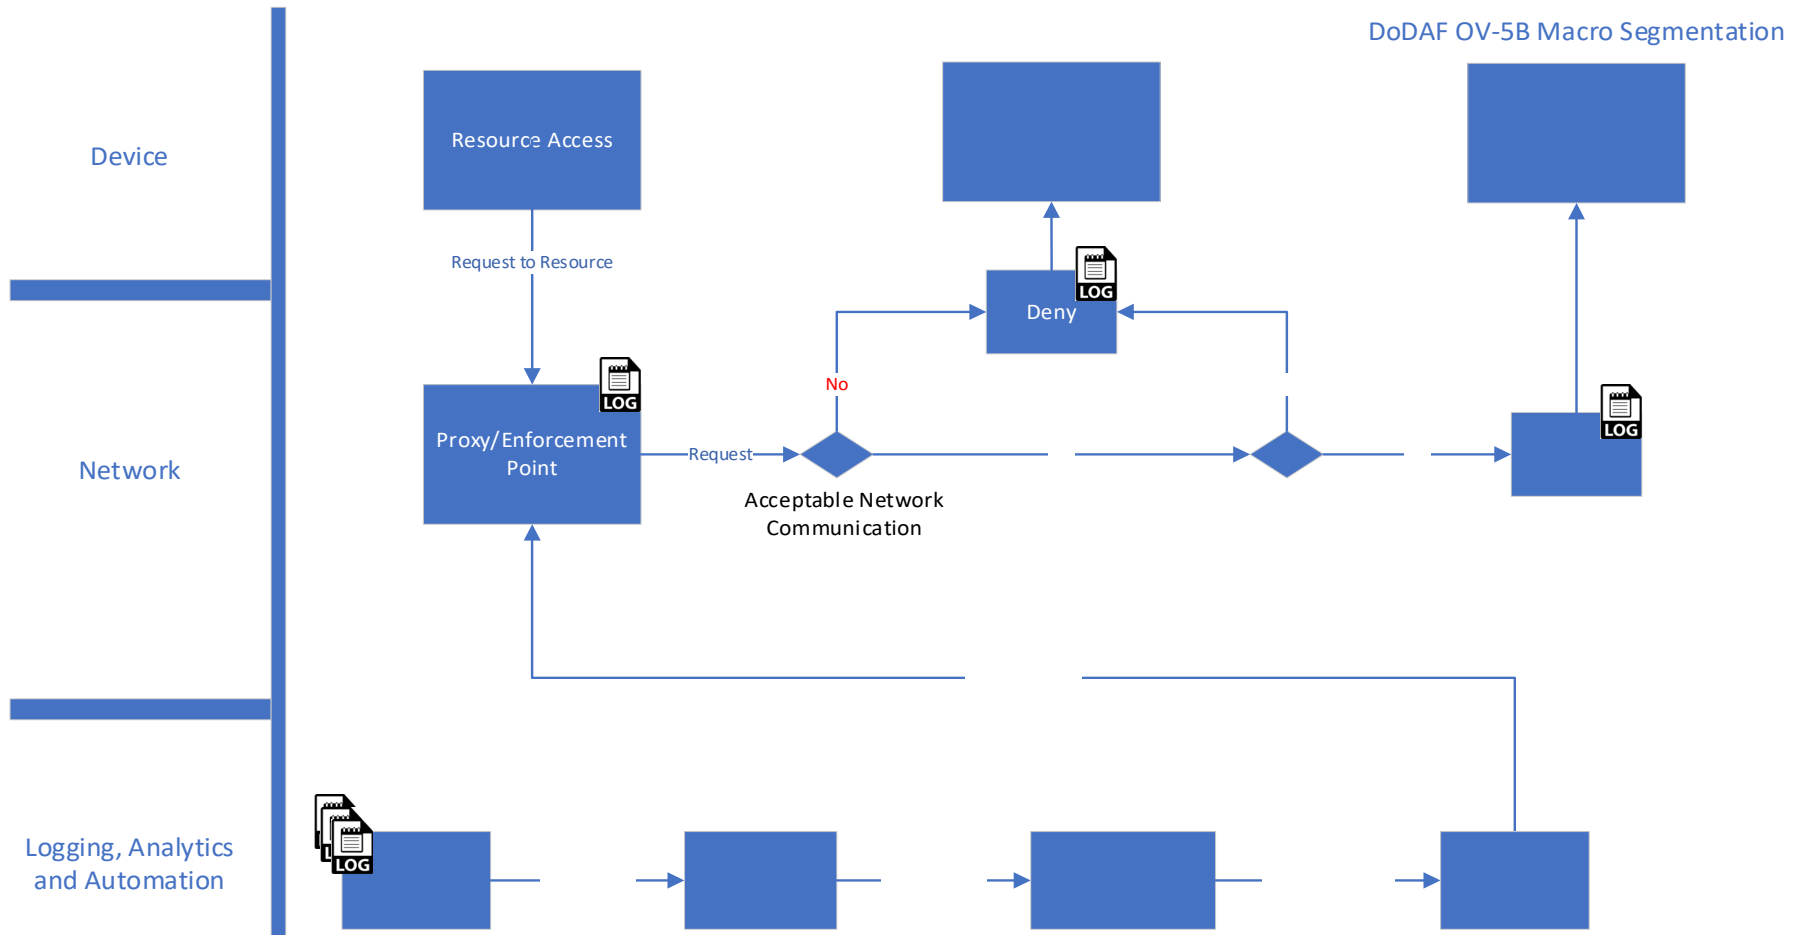 DoDAF OV-5B Macro Segmentation
Device
Resource Access
Request to Resource
LOG
Deny
No
LOG
LOG
Network
Proxy/Enforcement
Point
Request
Acceptable Network
Communication
Logging, Analytics
and Automation
LOG